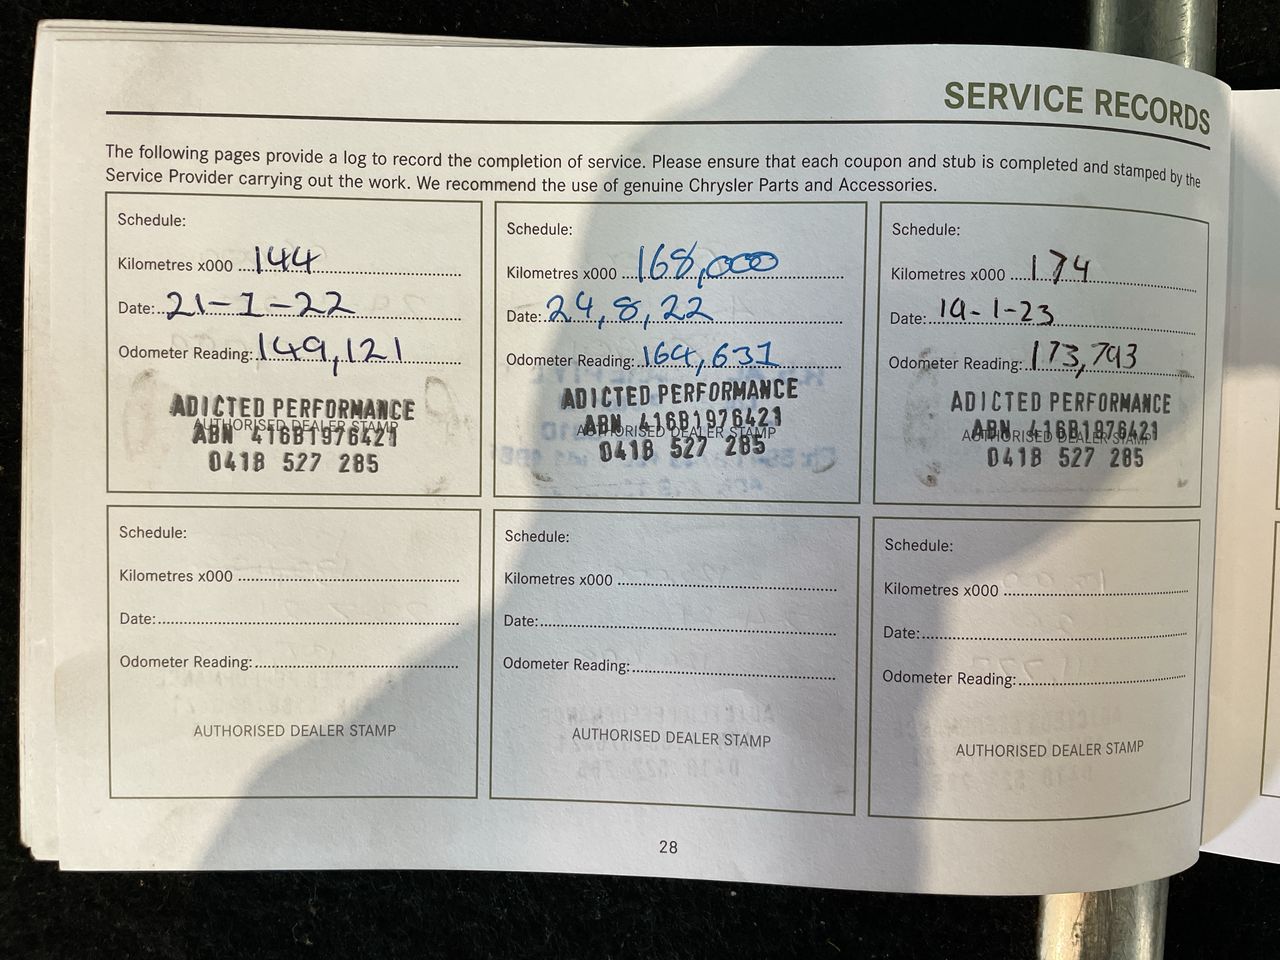 SERVICE RECORDS
The following pages provide a log to record the completion of service. Please ensure that each coupon and stub is completed and stamped by the
Service Provider carrying out the work. We recommend the use of genuine Chrysler Parts and Accessories.
Schedule:
Kilometres x000 144
Date: 21-1-22
Odometer Reading: 149,121
ADICTED PERFORMANCE
AUTHORISED DEALER STAMP
ABN 41681976421
0418 527 285
Schedule:
Kilometres x000 168,000
Date: 24,8,22
Odometer Reading: 164,631
ADICTED PERFORMANCE
ABN 41681976421
AUTHORISED DEALER STAMP
0418 527 285
Schedule:
Kilometres x000 174
Date: 19-1-23
Odometer Reading: 173,793
ADICTED PERFORMANCE
ABN 41681976421
AUTHORISED DEALER STAMP
0418 527 285
Schedule:
Kilometres x000
Date:
Odometer Reading:
AUTHORISED DEALER STAMP
Schedule:
Kilometres x000
Date:
Odometer Reading:
AUTHORISED DEALER STAMP
Schedule:
Kilometres x000
Date:
Odometer Reading:
AUTHORISED DEALER STAMP
28